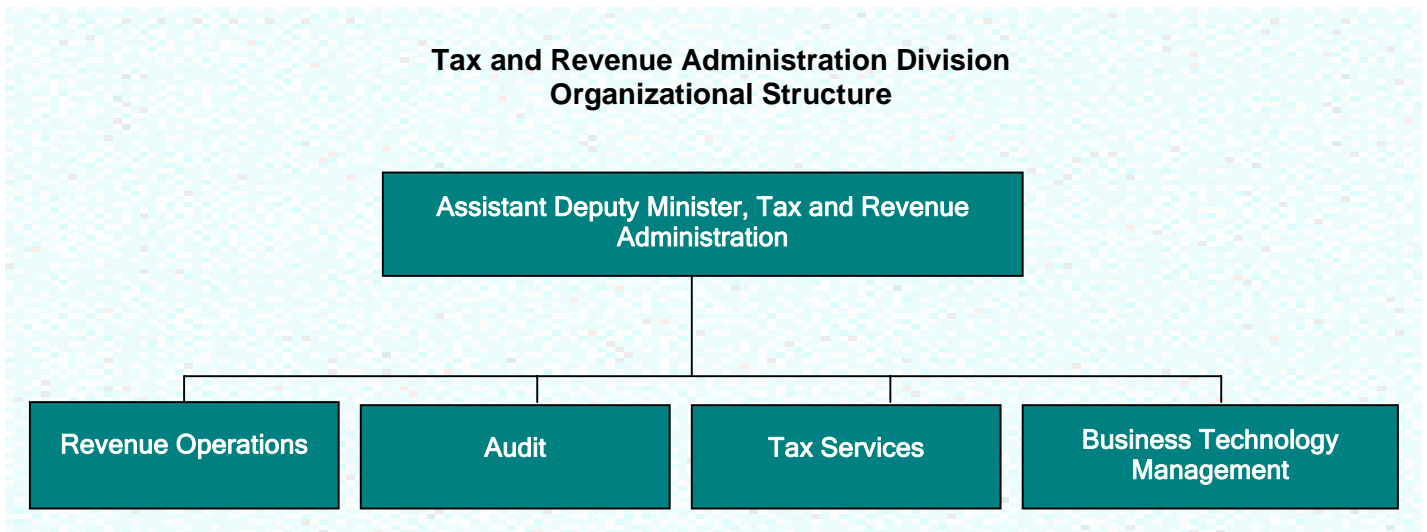 Tax and Revenue Administration Division
Organizational Structure
Assistant Deputy Minister, Tax and Revenue
Administration
Revenue Operations
Audit
Tax Services
Business Technology
Management